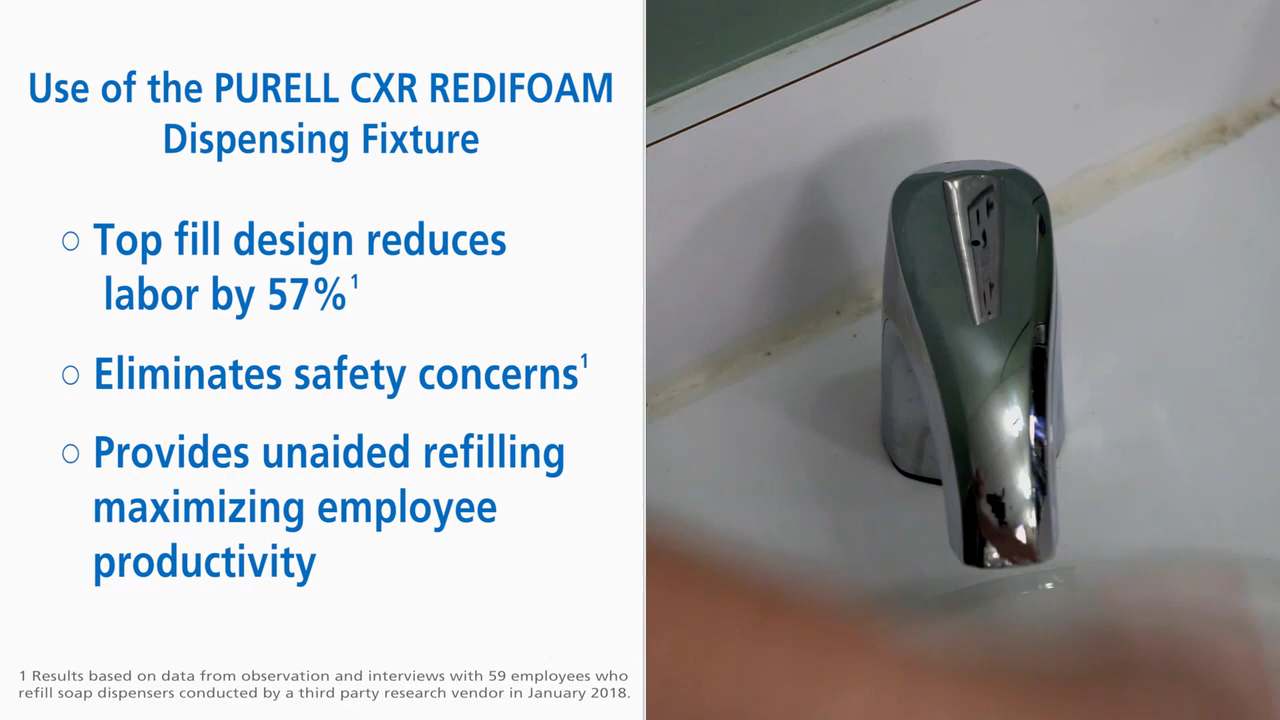 Use of the PURELL CXR REDIFOAM
Dispensing Fixture
○ Top fill design reduces
labor by 57%¹
○ Eliminates safety concerns¹
○ Provides unaided refilling
maximizing employee
productivity
1 Results based on data from observation and interviews with 59 employees who
refill soap dispensers conducted by a third party research vendor in January 2018.